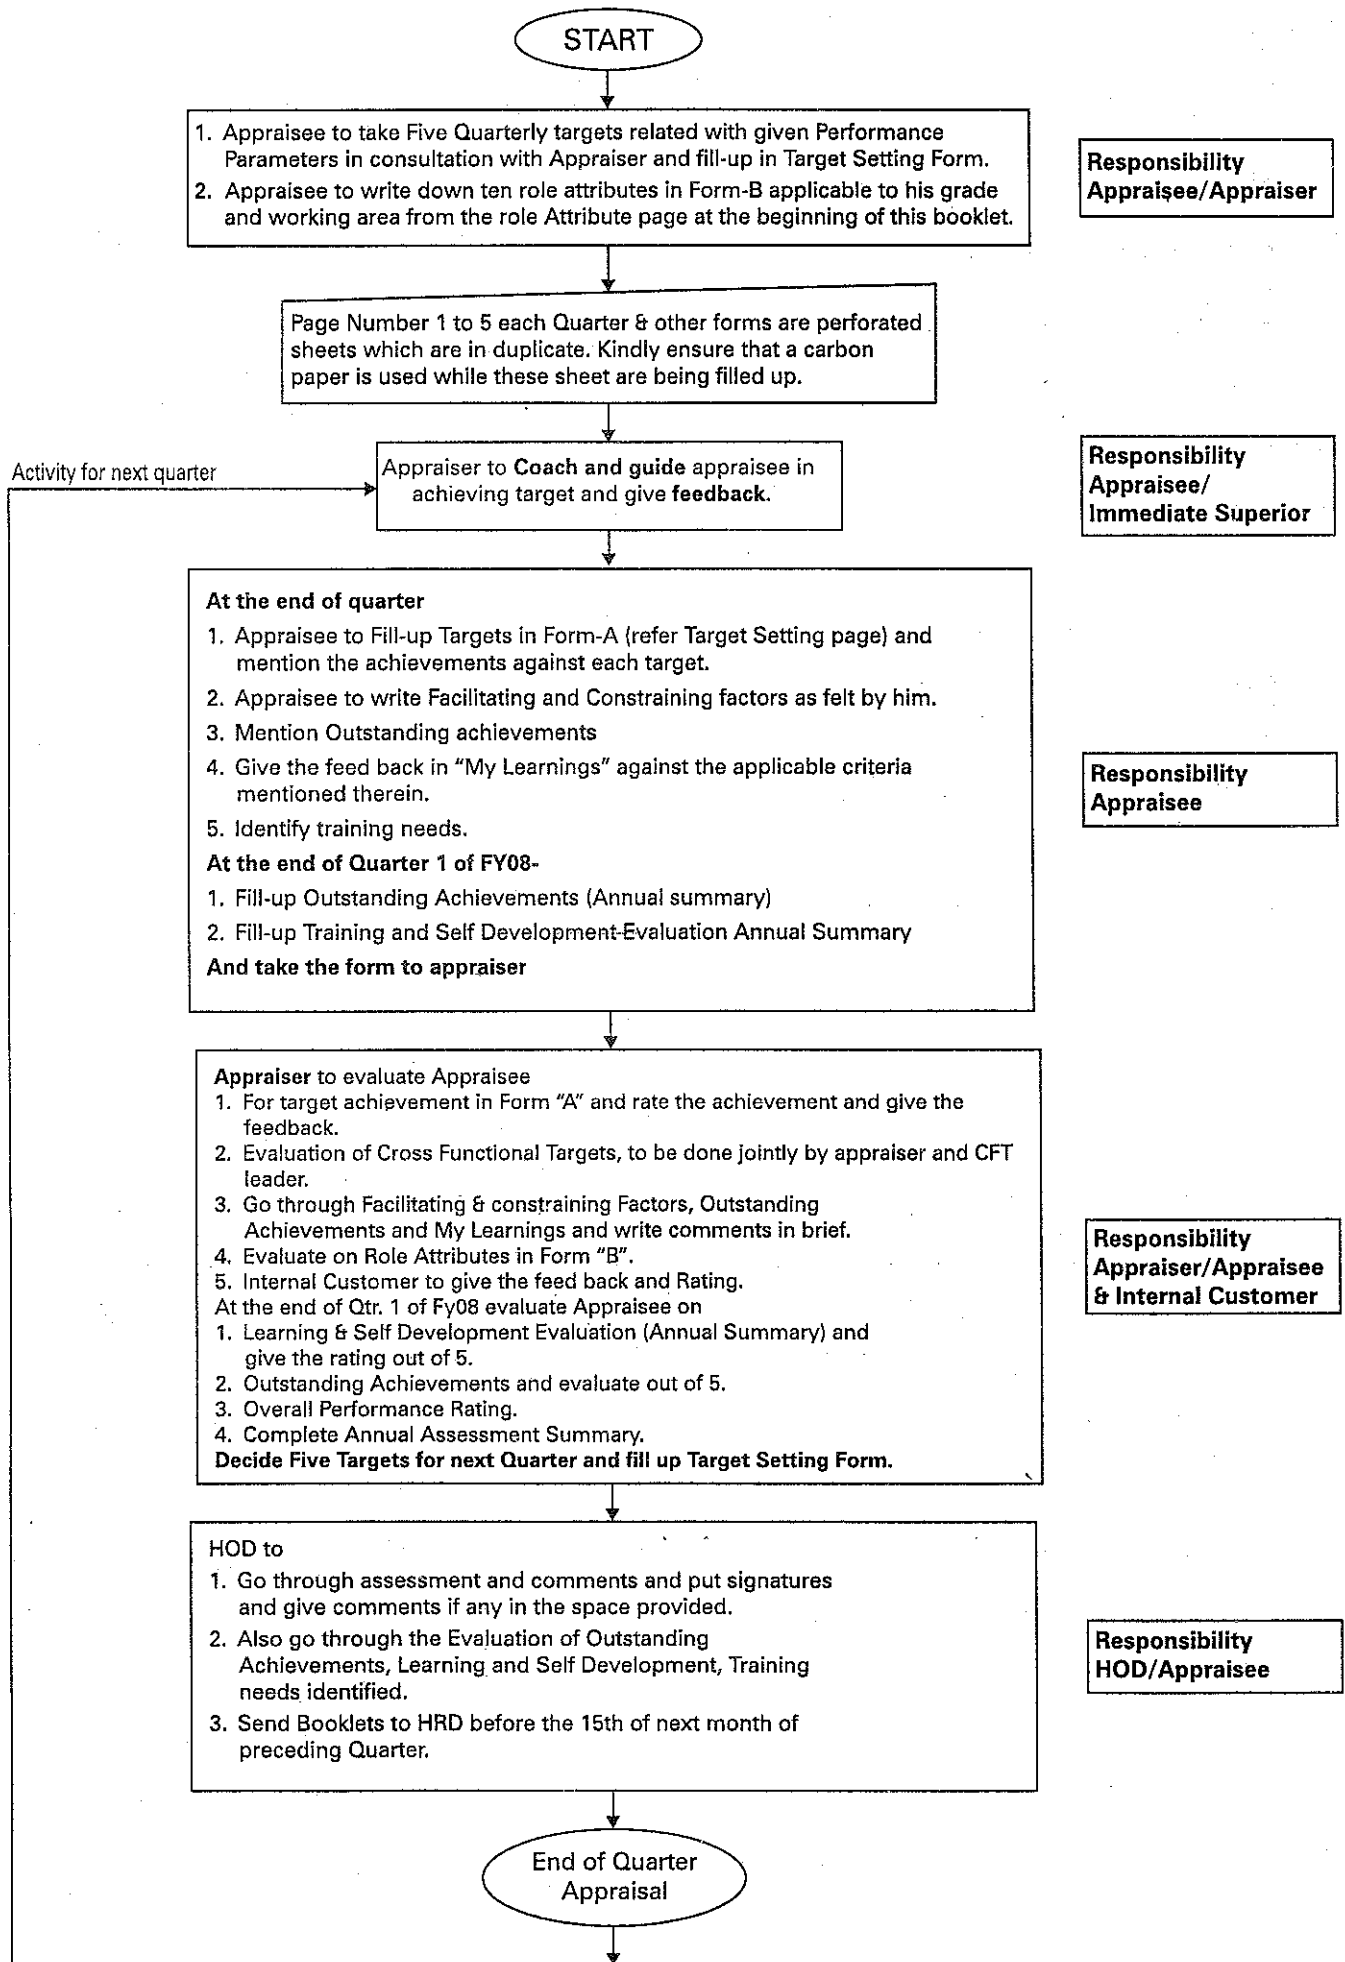 START
1. Appraisee to take Five Quarterly targets related with given Performance
Parameters in consultation with Appraiser and fill-up in Target Setting Form.
2. Appraisee to write down ten role attributes in Form-B applicable to his grade
and working area from the role Attribute page at the beginning of this booklet.
Responsibility
Appraisee/Appraiser
Page Number 1 to 5 each Quarter & other forms are perforated
sheets which are in duplicate. Kindly ensure that a carbon
paper is used while these sheet are being filled up.
Activity for next quarter
Appraiser to Coach and guide appraisee in
achieving target and give feedback.
Responsibility
Appraisee/
Immediate Superior
At the end of quarter
1. Appraisee to Fill-up Targets in Form-A (refer Target Setting page) and
mention the achievements against each target.
2. Appraisee to write Facilitating and Constraining factors as felt by him.
3. Mention Outstanding achievements
4. Give the feed back in “My Learnings” against the applicable criteria
mentioned therein.
5. Identify training needs.
At the end of Quarter 1 of FY08-
1. Fill-up Outstanding Achievements (Annual summary)
2. Fill-up Training and Self Development-Evaluation Annual Summary
And take the form to appraiser
Responsibility
Appraisee
Appraiser to evaluate Appraisee
1. For target achievement in Form “A” and rate the achievement and give the
feedback.
2. Evaluation of Cross Functional Targets, to be done jointly by appraiser and CFT
leader.
3. Go through Facilitating & constraining Factors, Outstanding
Achievements and My Learnings and write comments in brief.
4. Evaluate on Role Attributes in Form “B”.
5. Internal Customer to give the feed back and Rating.
At the end of Qtr. 1 of Fy08 evaluate Appraisee on
1. Learning & Self Development Evaluation (Annual Summary) and
give the rating out of 5.
2. Outstanding Achievements and evaluate out of 5.
3. Overall Performance Rating.
4. Complete Annual Assessment Summary.
Decide Five Targets for next Quarter and fill up Target Setting Form.
Responsibility
Appraiser/Appraisee
& Internal Customer
HOD to
1. Go through assessment and comments and put signatures
and give comments if any in the space provided.
2. Also go through the Evaluation of Outstanding
Achievements, Learning and Self Development, Training
needs identified.
3. Send Booklets to HRD before the 15th of next month of
preceding Quarter.
Responsibility
HOD/Appraisee
End of Quarter
Appraisal